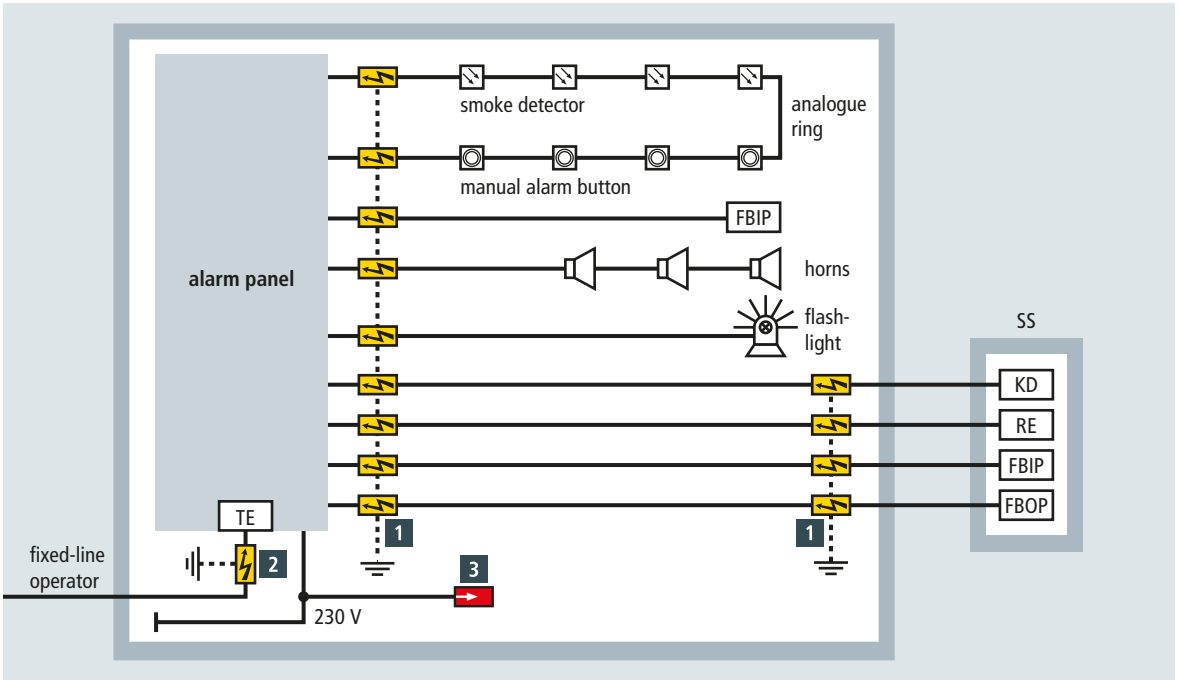 smoke detector
analogue
ring
manual alarm button
FBIP
alarm panel
horns
flash-
light
SS
KD
RE
FBIP
FBOP
TE
1
1
fixed-line
operator
2
3
230 V